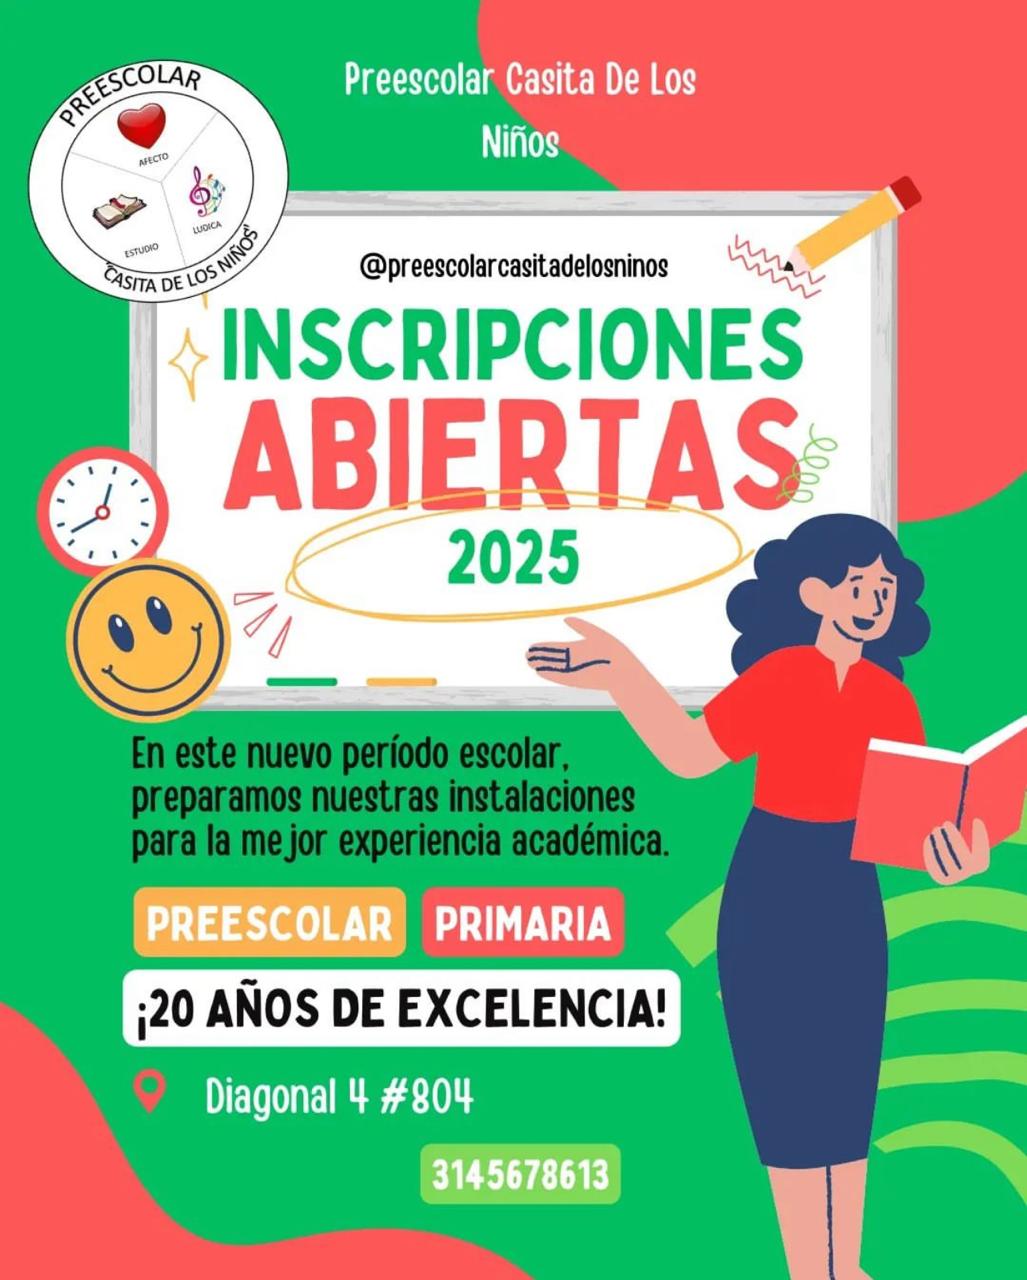 PREESCOLAR
AFECTO
LUDICA
ESTUDIO
"CASITA DE LOS NIÑOS"
Preescolar Casita De Los
Niños
@preescolarcasitadelosninos
INSCRIPCIONES
ABIERTAS
2025
En este nuevo período escolar,
preparamos nuestras instalaciones
para la mejor experiencia académica.
PREESCOLAR PRIMARIA
¡20 AÑOS DE EXCELENCIA!
Diagonal 4 #804
3145678613